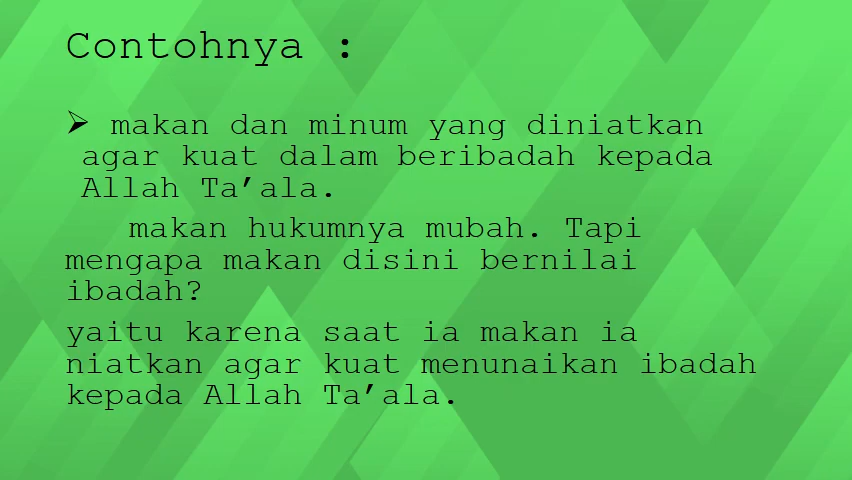 Contohnya :
➢ makan dan minum yang diniatkan
agar kuat dalam beribadah kepada
Allah Ta’ala.
makan hukumnya mubah. Tapi
mengapa makan disini bernilai
ibadah?
yaitu karena saat ia makan ia
niatkan agar kuat menunaikan ibadah
kepada Allah Ta’ala.